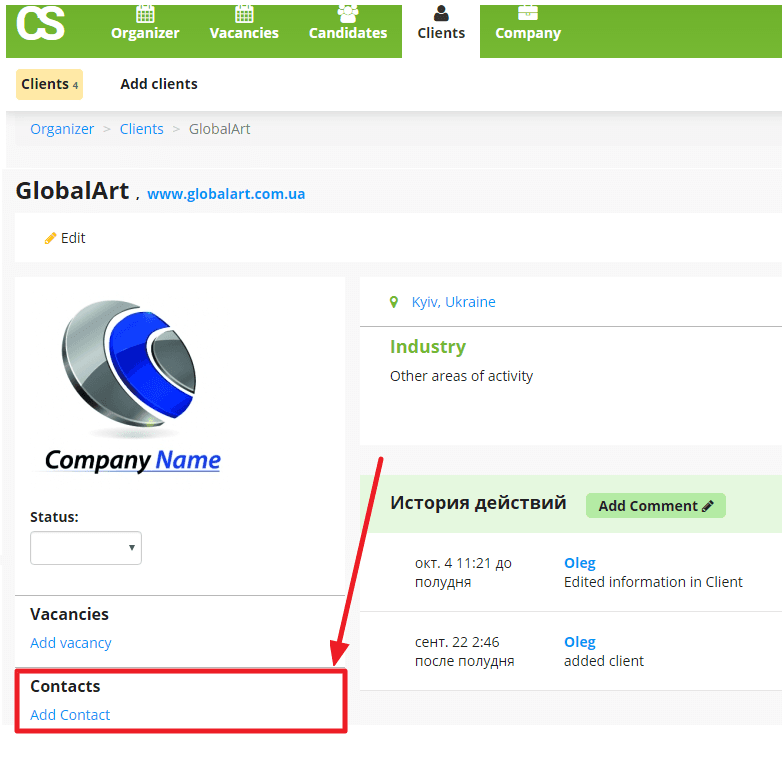 CS
Organizer Vacancies Candidates Clients Company
Clients 4 Add clients
Organizer > Clients > GlobalArt
GlobalArt , www.globalart.com.ua
Edit
Company Name
Status:
Vacancies
Add vacancy
Contacts
Add Contact
Kyiv, Ukraine
Industry
Other areas of activity
История действий Add Comment
окт. 4 11:21 до
полудня
Oleg
Edited information in Client
сент. 22 2:46
после полудня
Oleg
added client